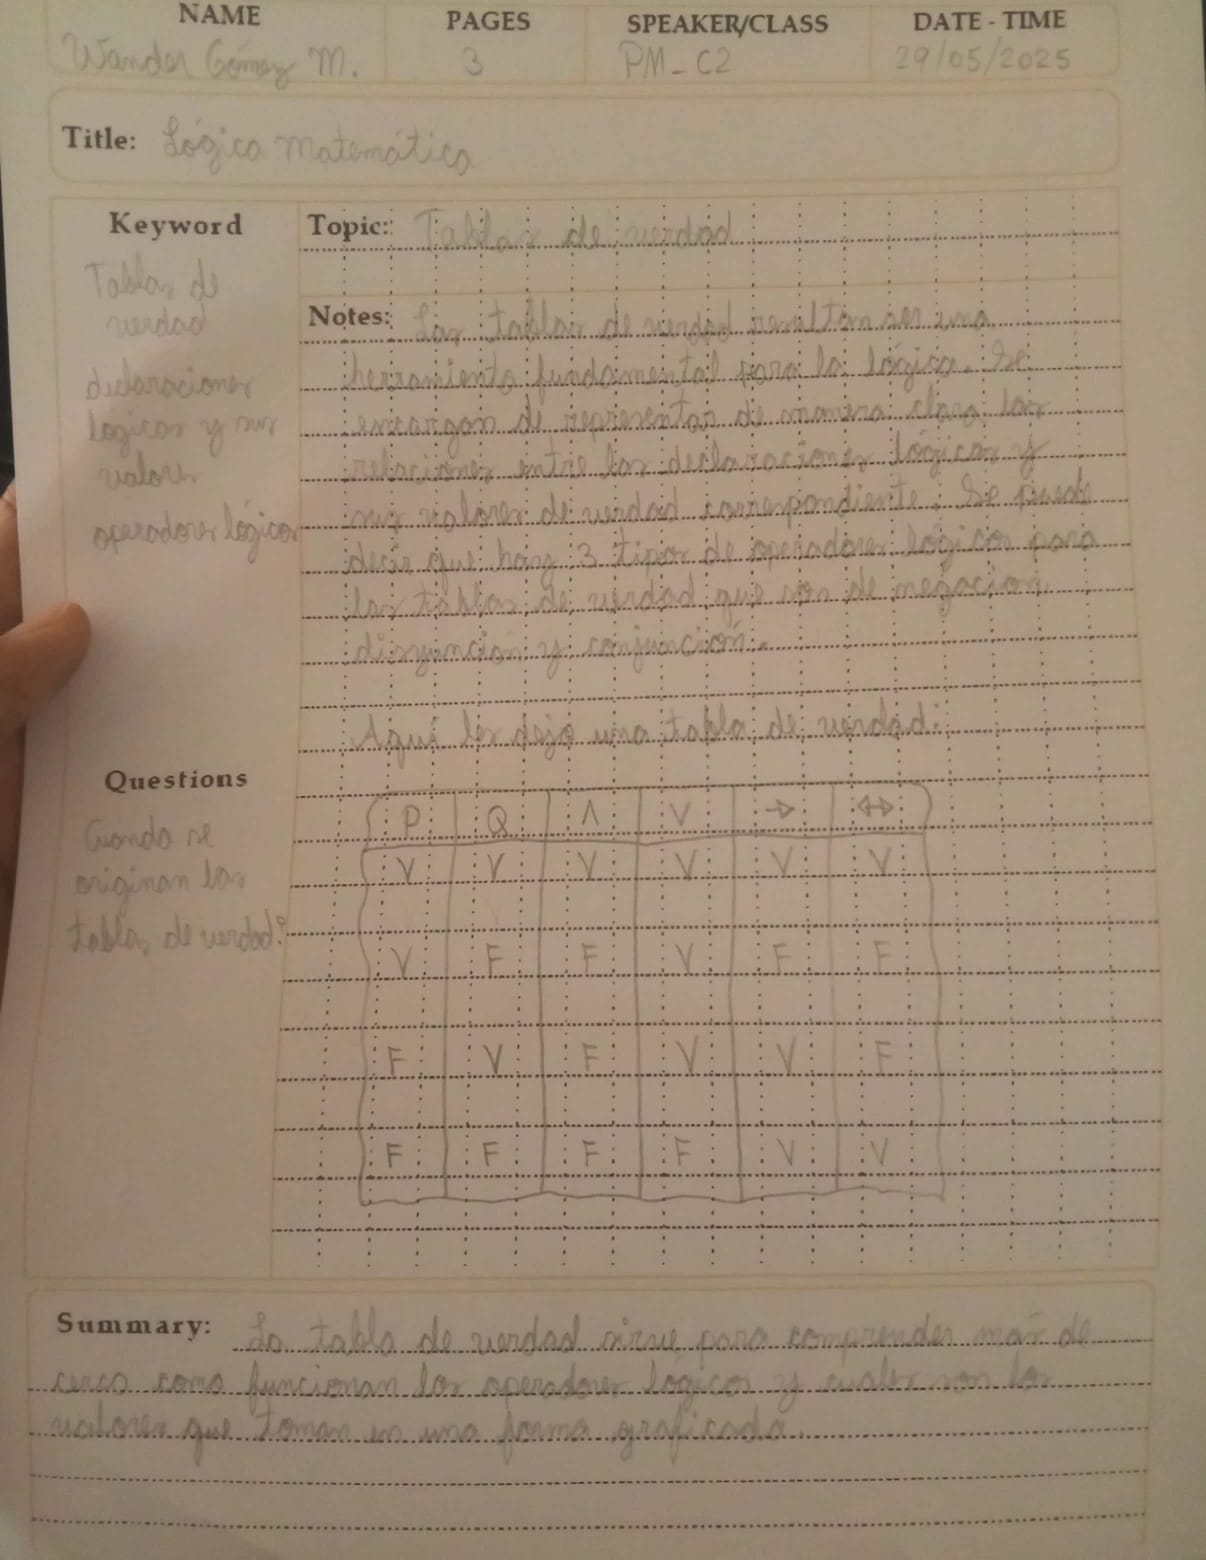 NAME PAGES SPEAKER/CLASS DATE - TIME
Wander Gómez M. 3 PM_C2 29/05/2025
Title: Lógica Matemática
Keyword
Tablas de
verdad
declaraciones
lógicas y sus
valores
operadores lógicos
Topic: Tablas de verdad
Notes: Las tablas de verdad resultan ser una
herramienta fundamental para la lógica. Se
encargan de representar de manera clara las
relaciones entre las declaraciones lógicas y
sus valores de verdad correspondiente. Se puede
decir que hay 3 tipos de operadores lógicos para
las tablas de verdad que son de negación,
disyunción y conjunción.
Aquí les dejo una tabla de verdad:
Questions
Cuando se
originan las
tablas de verdad?
P Q ∧ V → ↔
V V V V V V
V F F V F F
F V F V V F
F F F F V V
Summary: La tabla de verdad sirve para comprender más de
cerca como funcionan los operadores lógicos y cuales son los
valores que toman en una forma graficada.